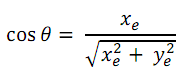 cos θ = x_e / √(x_e^2 + y_e^2)